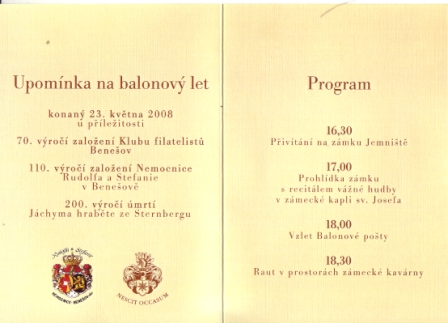 Upomínka na balonový let
konaný 23. května 2008
u příležitosti
70. výročí založení Klubu filatelistů
Benešov
110. výročí založení Nemocnice
Rudolfa a Stefanie
v Benešově
200. výročí úmrtí
Jáchyma hraběte ze Sternbergu
NESCIT OCCASUM
Program
16,30
Přivítání na zámku Jemniště
17,00
Prohlídka zámku
s recitálem vážné hudby
v zámecké kapli sv. Josefa
18,00
Vzlet Balonové pošty
18,30
Raut v prostorách zámecké kavárny